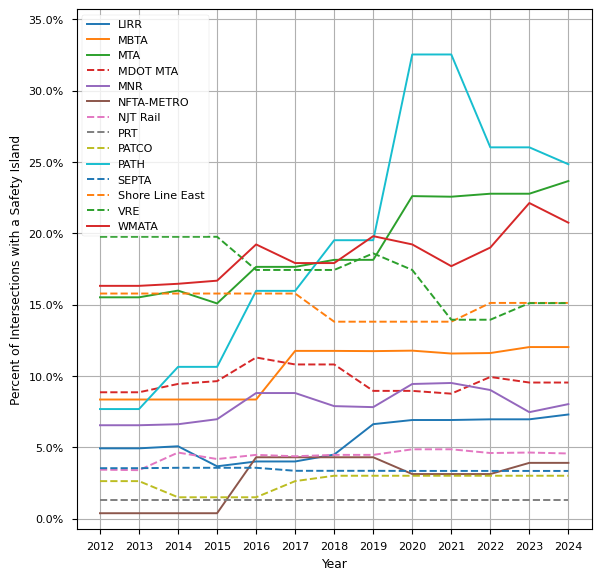 35.0%
30.0%
25.0%
20.0%
15.0%
10.0%
5.0%
0.0%
Percent of Intersections with a Safety Island
LIRR
MBTA
MTA
MDOT MTA
MNR
NFTA-METRO
NJT Rail
PRT
PATCO
PATH
SEPTA
Shore Line East
VRE
WMATA
2012 2013 2014 2015 2016 2017 2018 2019 2020 2021 2022 2023 2024
Year